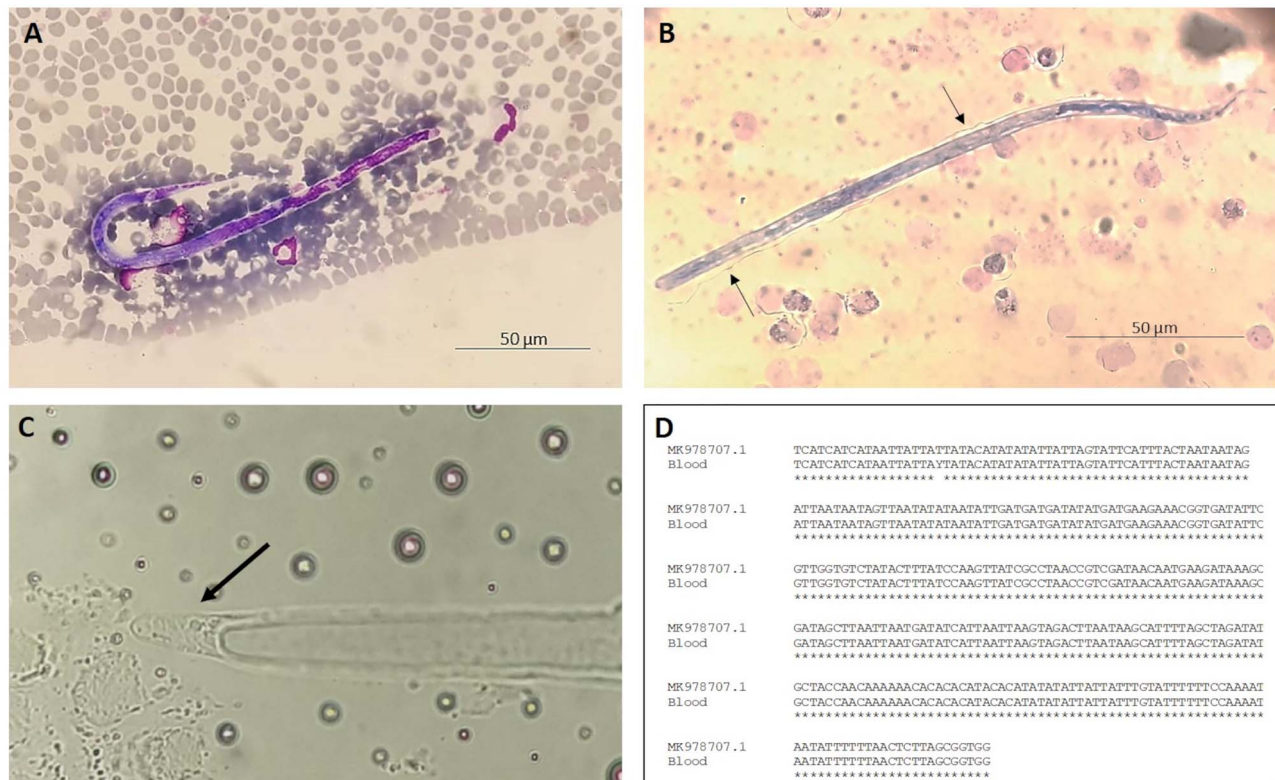 A
50 µm
B
50 µm
C
D
MK978707.1 TCATCATCATAATTATTATTATACATATATATTATTAGTATTCATTTACTAATAATAG
Blood TCATCATCATAATTATTAYTATACATATATATTATTAGTATTCATTTACTAATAATAG
****************** ***************************************
MK978707.1 ATTAATAATAGTTAATATATAATATTGATGATGATATATGATGAAGAAACGGTGATATTC
Blood ATTAATAATAGTTAATATATAATATTGATGATGATATATGATGAAGAAACGGTGATATTC
************************************************************
MK978707.1 GTTGGTGTCTATACTTTATCCAAGTTATCGCCTAACCGTCGATAACAATGAAGATAAAGC
Blood GTTGGTGTCTATACTTTATCCAAGTTATCGCCTAACCGTCGATAACAATGAAGATAAAGC
************************************************************
MK978707.1 GATAGCTTAATTAATGATATCATTAATTAAGTAGACTTAATAAGCATTTTAGCTAGATAT
Blood GATAGCTTAATTAATGATATCATTAATTAAGTAGACTTAATAAGCATTTTAGCTAGATAT
************************************************************
MK978707.1 GCTACCAACAAAAAACACACACATACACATATATATTATTATTTGTATTTTTTCCAAAAT
Blood GCTACCAACAAAAAACACACACATACACATATATATTATTATTTGTATTTTTTCCAAAAT
************************************************************
MK978707.1 AATATTTTTTAACTCTTAGCGGTGG
Blood AATATTTTTTAACTCTTAGCGGTGG
*************************